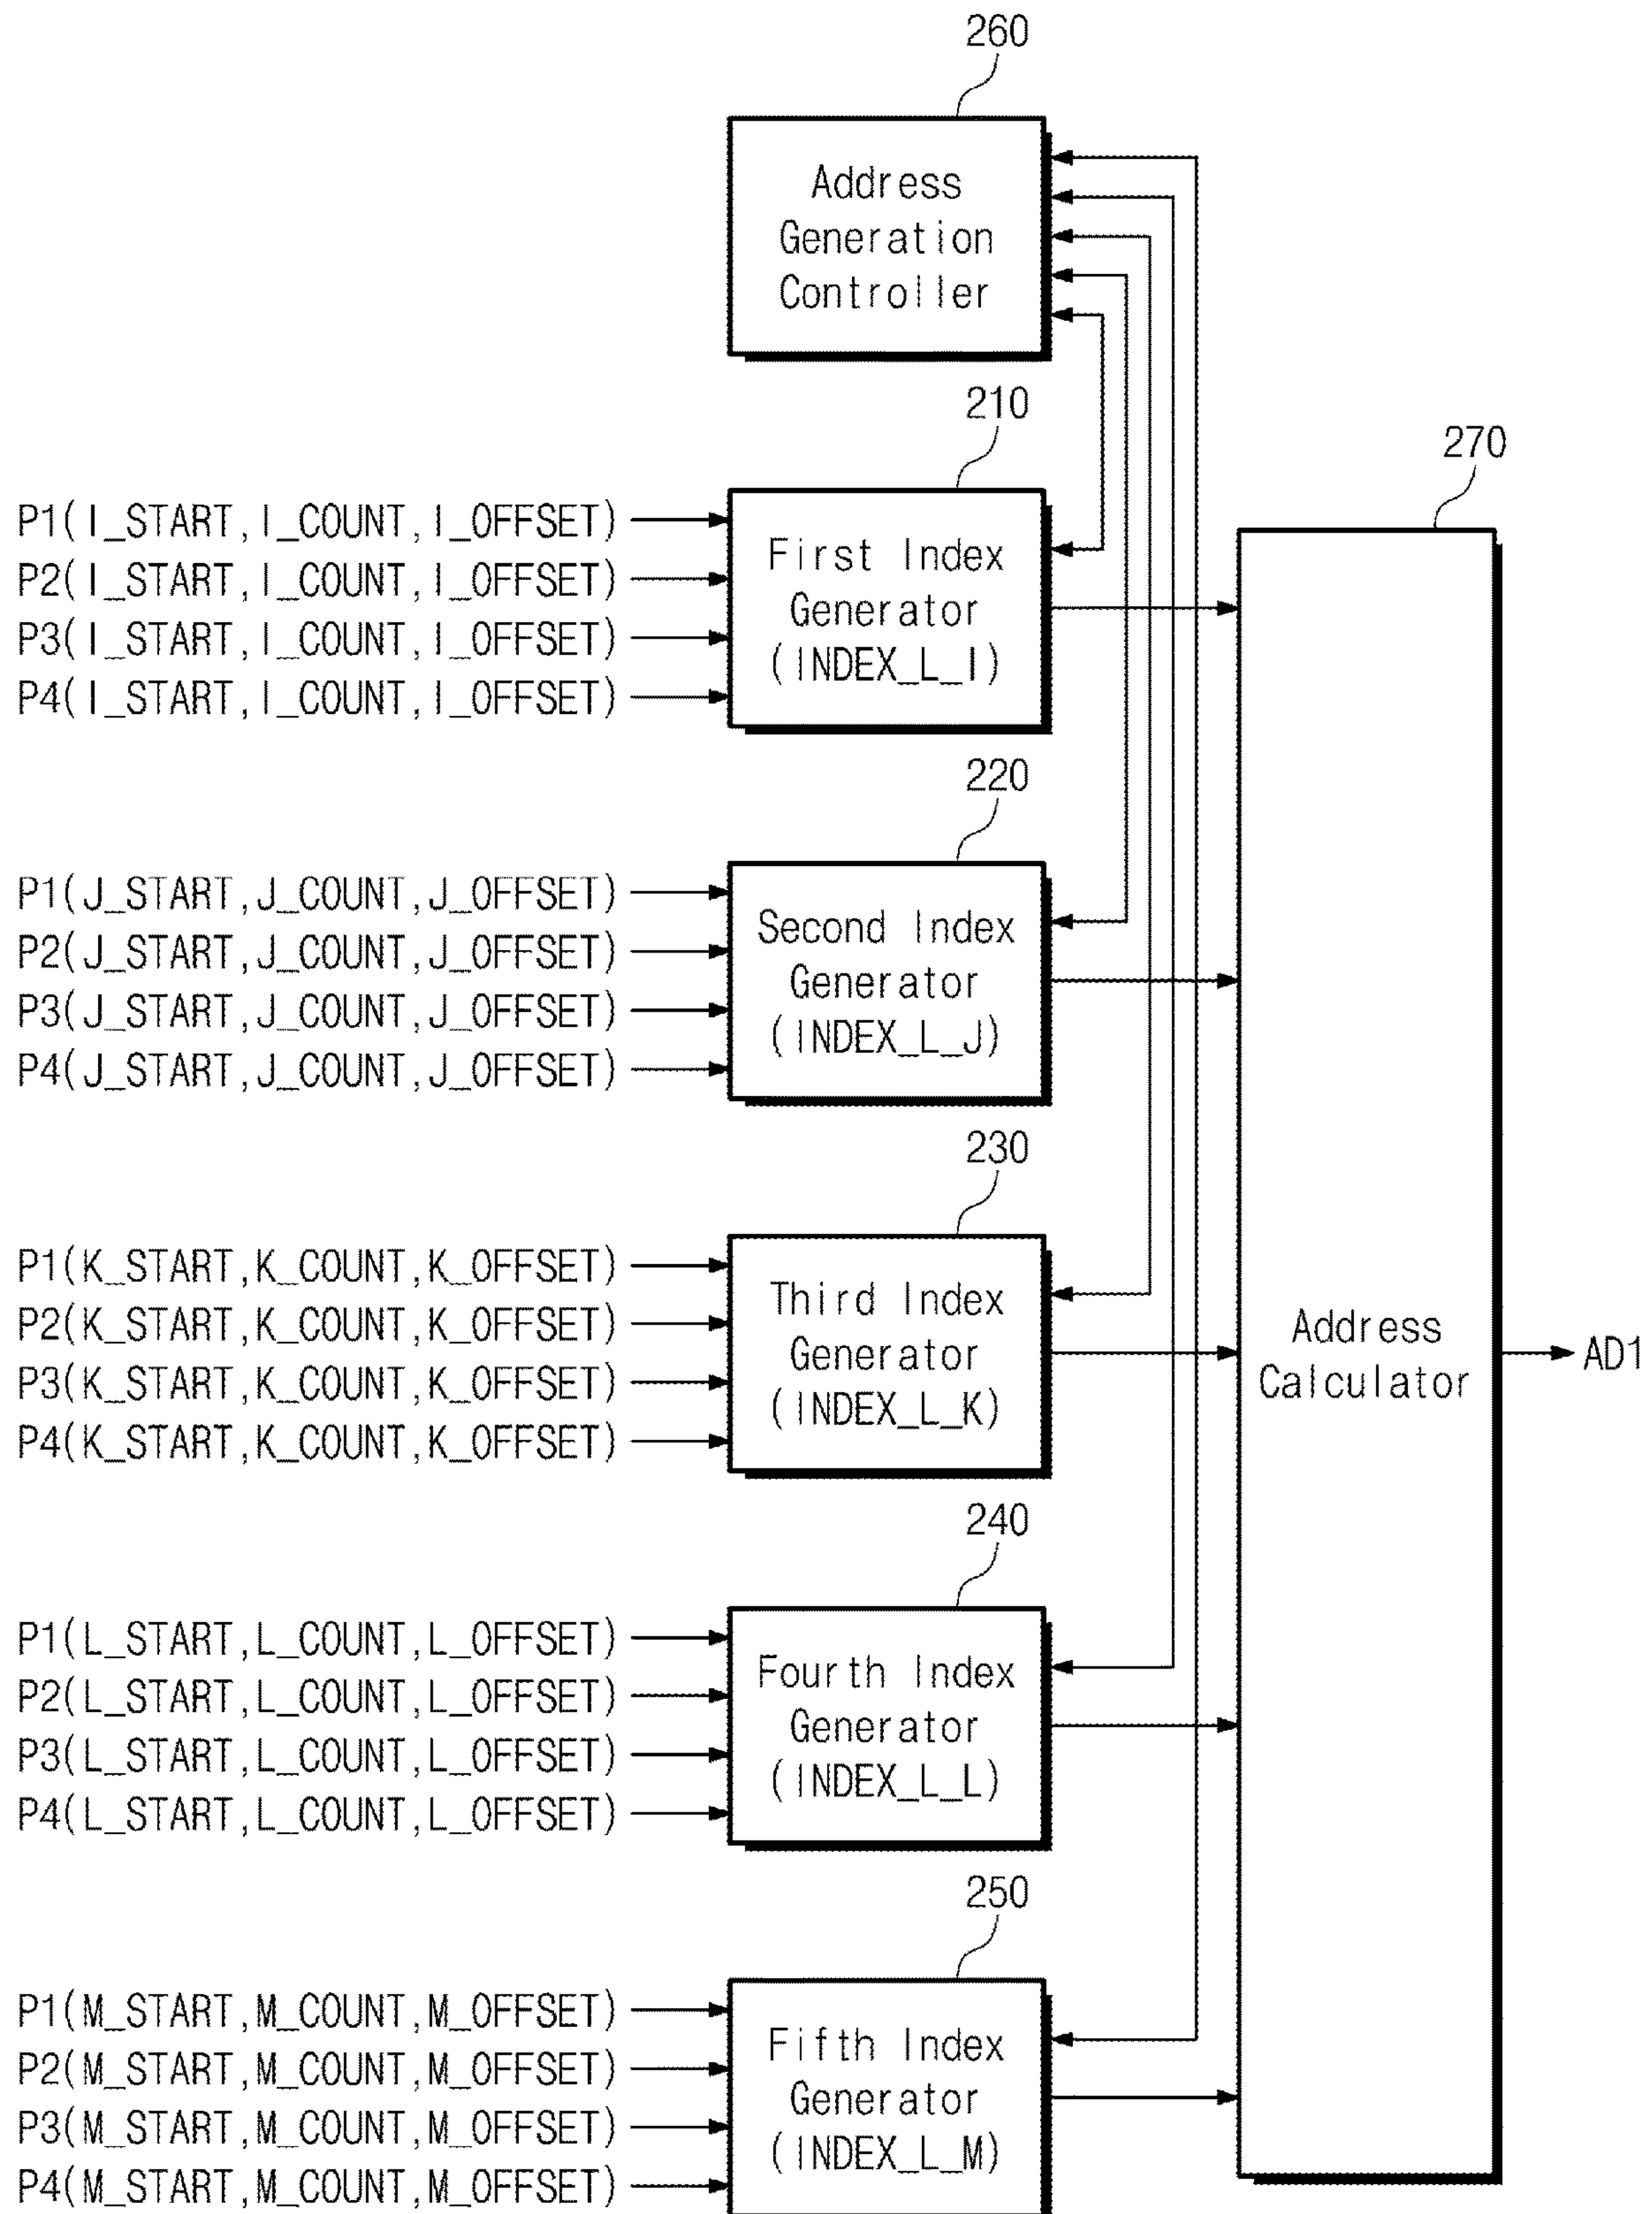 260
Address
Generation
Controller
210
270
P1(I_START,I_COUNT,I_OFFSET)
P2(I_START,I_COUNT,I_OFFSET)
P3(I_START,I_COUNT,I_OFFSET)
P4(I_START,I_COUNT,I_OFFSET)
First Index
Generator
(INDEX_L_I)
220
P1(J_START,J_COUNT,J_OFFSET)
P2(J_START,J_COUNT,J_OFFSET)
P3(J_START,J_COUNT,J_OFFSET)
P4(J_START,J_COUNT,J_OFFSET)
Second Index
Generator
(INDEX_L_J)
230
P1(K_START,K_COUNT,K_OFFSET)
P2(K_START,K_COUNT,K_OFFSET)
P3(K_START,K_COUNT,K_OFFSET)
P4(K_START,K_COUNT,K_OFFSET)
Third Index
Generator
(INDEX_L_K)
Address
Calculator
AD1
240
P1(L_START,L_COUNT,L_OFFSET)
P2(L_START,L_COUNT,L_OFFSET)
P3(L_START,L_COUNT,L_OFFSET)
P4(L_START,L_COUNT,L_OFFSET)
Fourth Index
Generator
(INDEX_L_L)
250
P1(M_START,M_COUNT,M_OFFSET)
P2(M_START,M_COUNT,M_OFFSET)
P3(M_START,M_COUNT,M_OFFSET)
P4(M_START,M_COUNT,M_OFFSET)
Fifth Index
Generator
(INDEX_L_M)